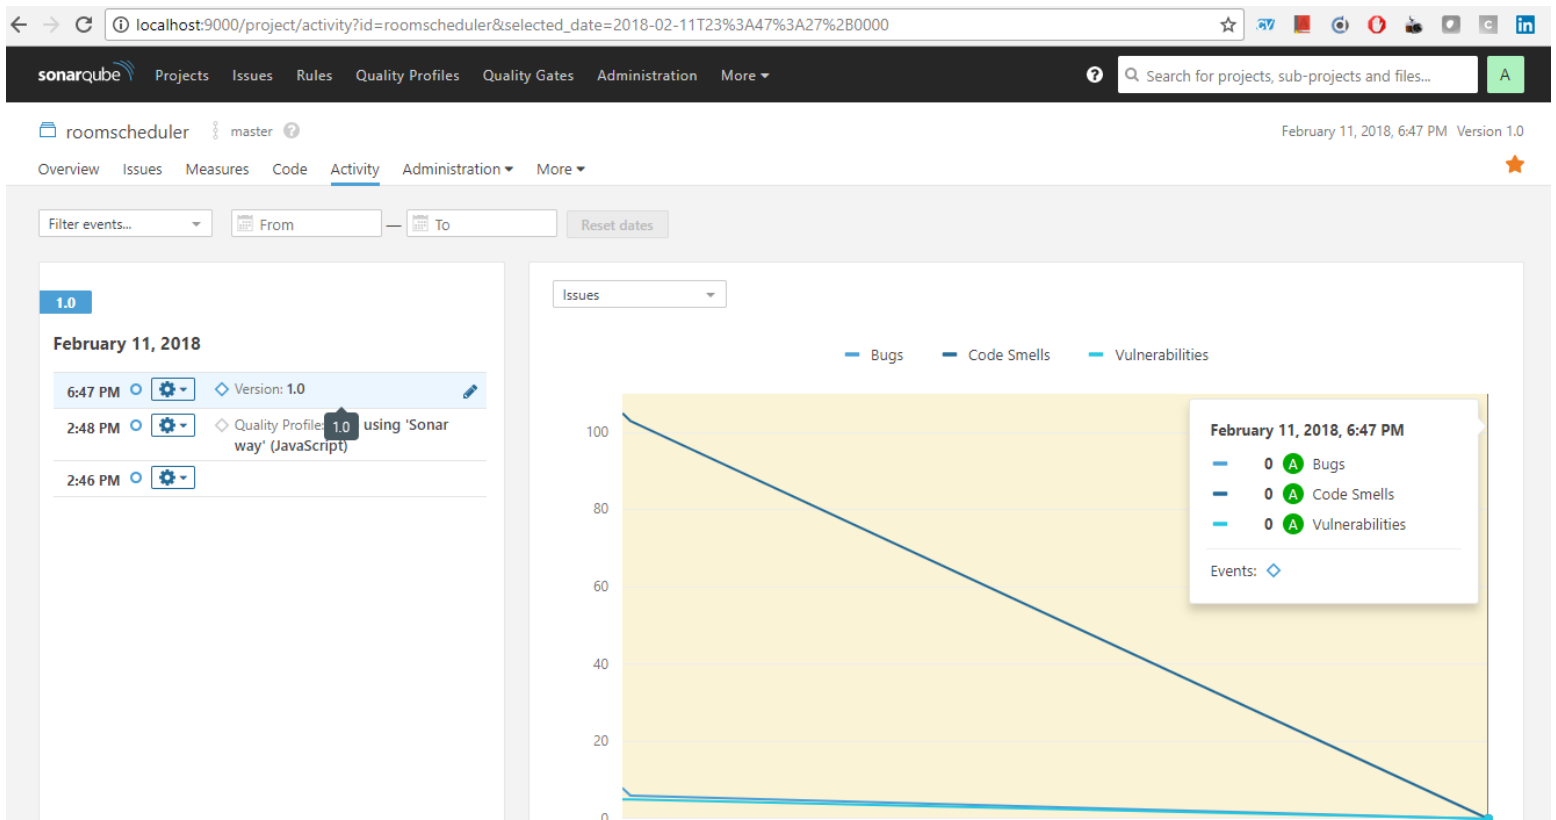 localhost:9000/project/activity?id=roomscheduler&selected_date=2018-02-11T23%3A47%3A27%2B0000
CV
C
in
sonarqube Projects Issues Rules Quality Profiles Quality Gates Administration More
? Search for projects, sub-projects and files... A
roomscheduler master ?
February 11, 2018, 6:47 PM Version 1.0
Overview Issues Measures Code Activity Administration More
Filter events... From — To Reset dates
1.0
February 11, 2018
6:47 PM Version: 1.0
2:48 PM Quality Profile: using 'Sonar
way' (JavaScript)
1.0
2:46 PM
Issues
Bugs Code Smells Vulnerabilities
100
80
60
40
20
0
February 11, 2018, 6:47 PM
0 A Bugs
0 A Code Smells
0 A Vulnerabilities
Events: